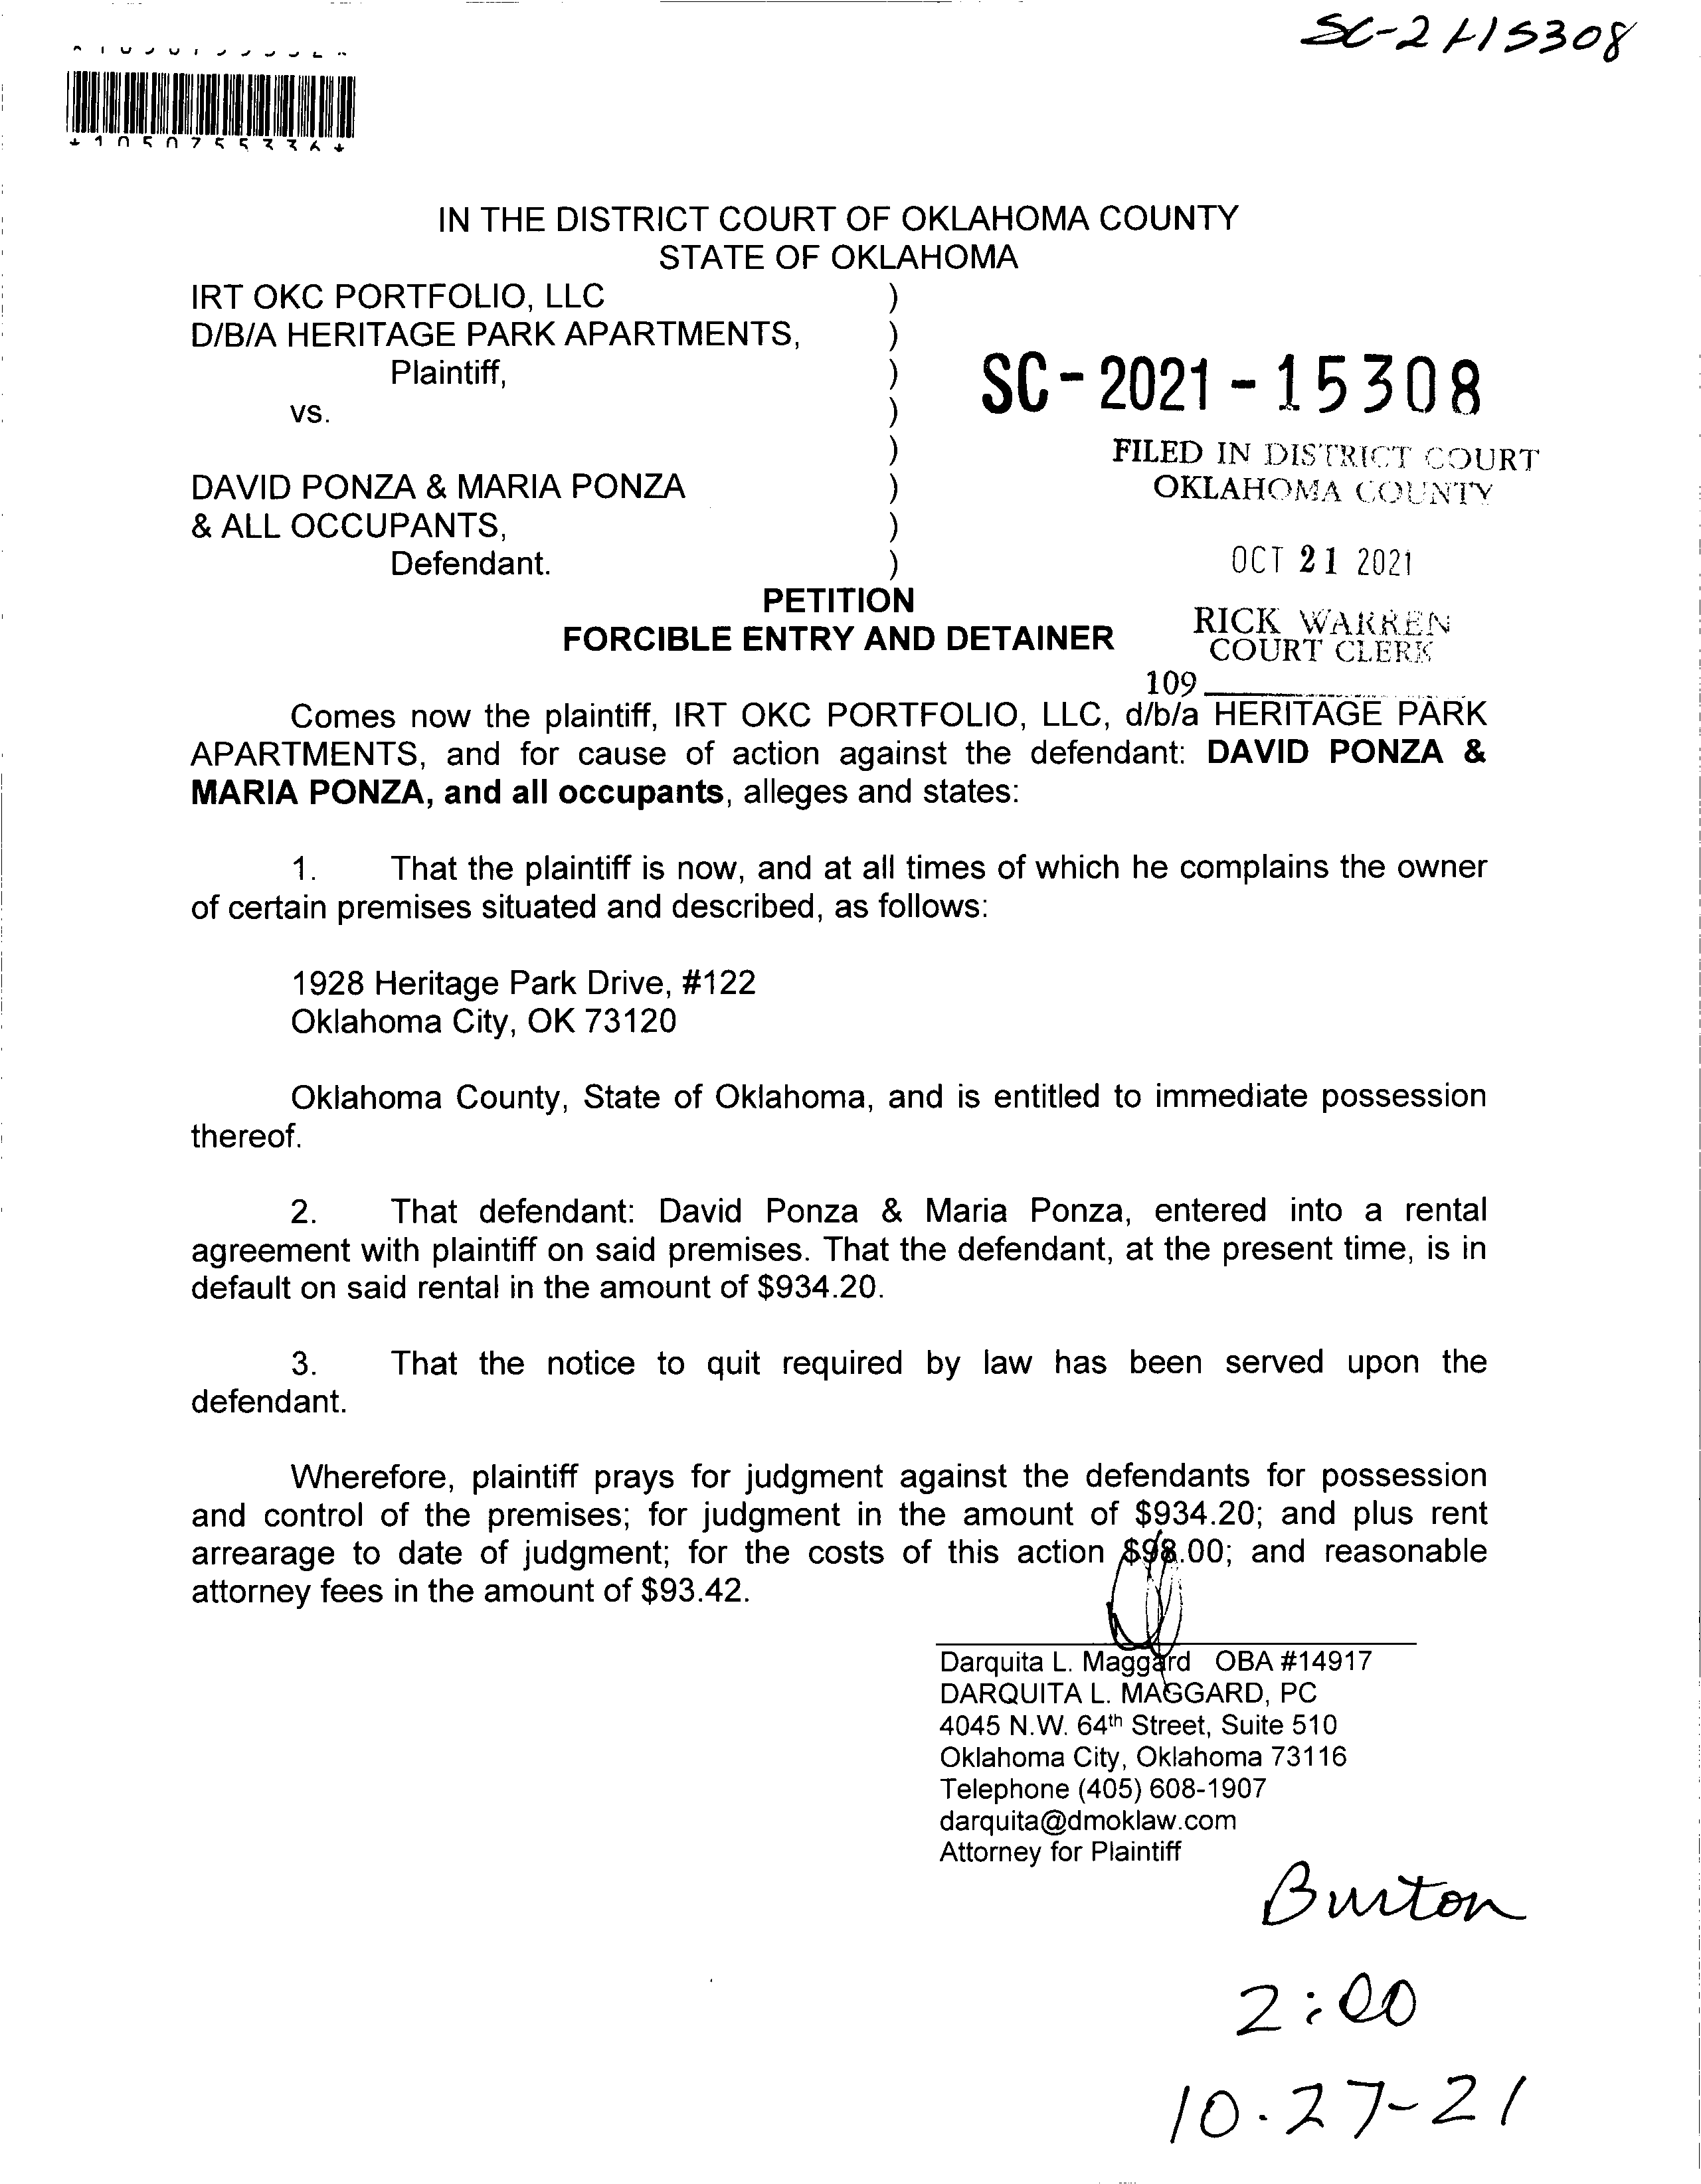 SC-21-15308
*1050755336*
IN THE DISTRICT COURT OF OKLAHOMA COUNTY
STATE OF OKLAHOMA
IRT OKC PORTFOLIO, LLC )
D/B/A HERITAGE PARK APARTMENTS, )
Plaintiff, )
vs. )
)
DAVID PONZA & MARIA PONZA )
& ALL OCCUPANTS, )
Defendant. )
SC-2021-15308
FILED IN DISTRICT COURT
OKLAHOMA COUNTY
OCT 21 2021
RICK WARREN
COURT CLERK
109
PETITION
FORCIBLE ENTRY AND DETAINER
Comes now the plaintiff, IRT OKC PORTFOLIO, LLC, d/b/a HERITAGE PARK
APARTMENTS, and for cause of action against the defendant: DAVID PONZA &
MARIA PONZA, and all occupants, alleges and states:
1. That the plaintiff is now, and at all times of which he complains the owner
of certain premises situated and described, as follows:
1928 Heritage Park Drive, #122
Oklahoma City, OK 73120
Oklahoma County, State of Oklahoma, and is entitled to immediate possession
thereof.
2. That defendant: David Ponza & Maria Ponza, entered into a rental
agreement with plaintiff on said premises. That the defendant, at the present time, is in
default on said rental in the amount of $934.20.
3. That the notice to quit required by law has been served upon the
defendant.
Wherefore, plaintiff prays for judgment against the defendants for possession
and control of the premises; for judgment in the amount of $934.20; and plus rent
arrearage to date of judgment; for the costs of this action $98.00; and reasonable
attorney fees in the amount of $93.42.
Darquita L. Maggard OBA #14917
DARQUITA L. MAGGARD, PC
4045 N.W. 64th Street, Suite 510
Oklahoma City, Oklahoma 73116
Telephone (405) 608-1907
darquita@dmoklaw.com
Attorney for Plaintiff
Burton
2:00
10-27-21